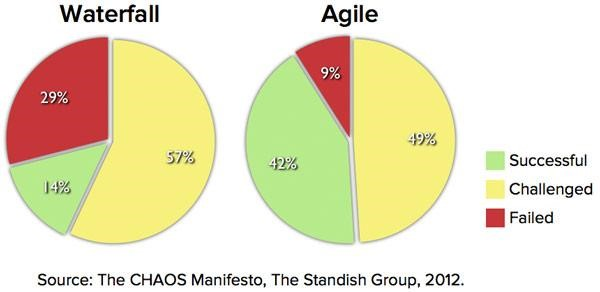 Waterfall
Agile
29%
57%
14%
9%
49%
42%
Successful
Challenged
Failed
Source: The CHAOS Manifesto, The Standish Group, 2012.